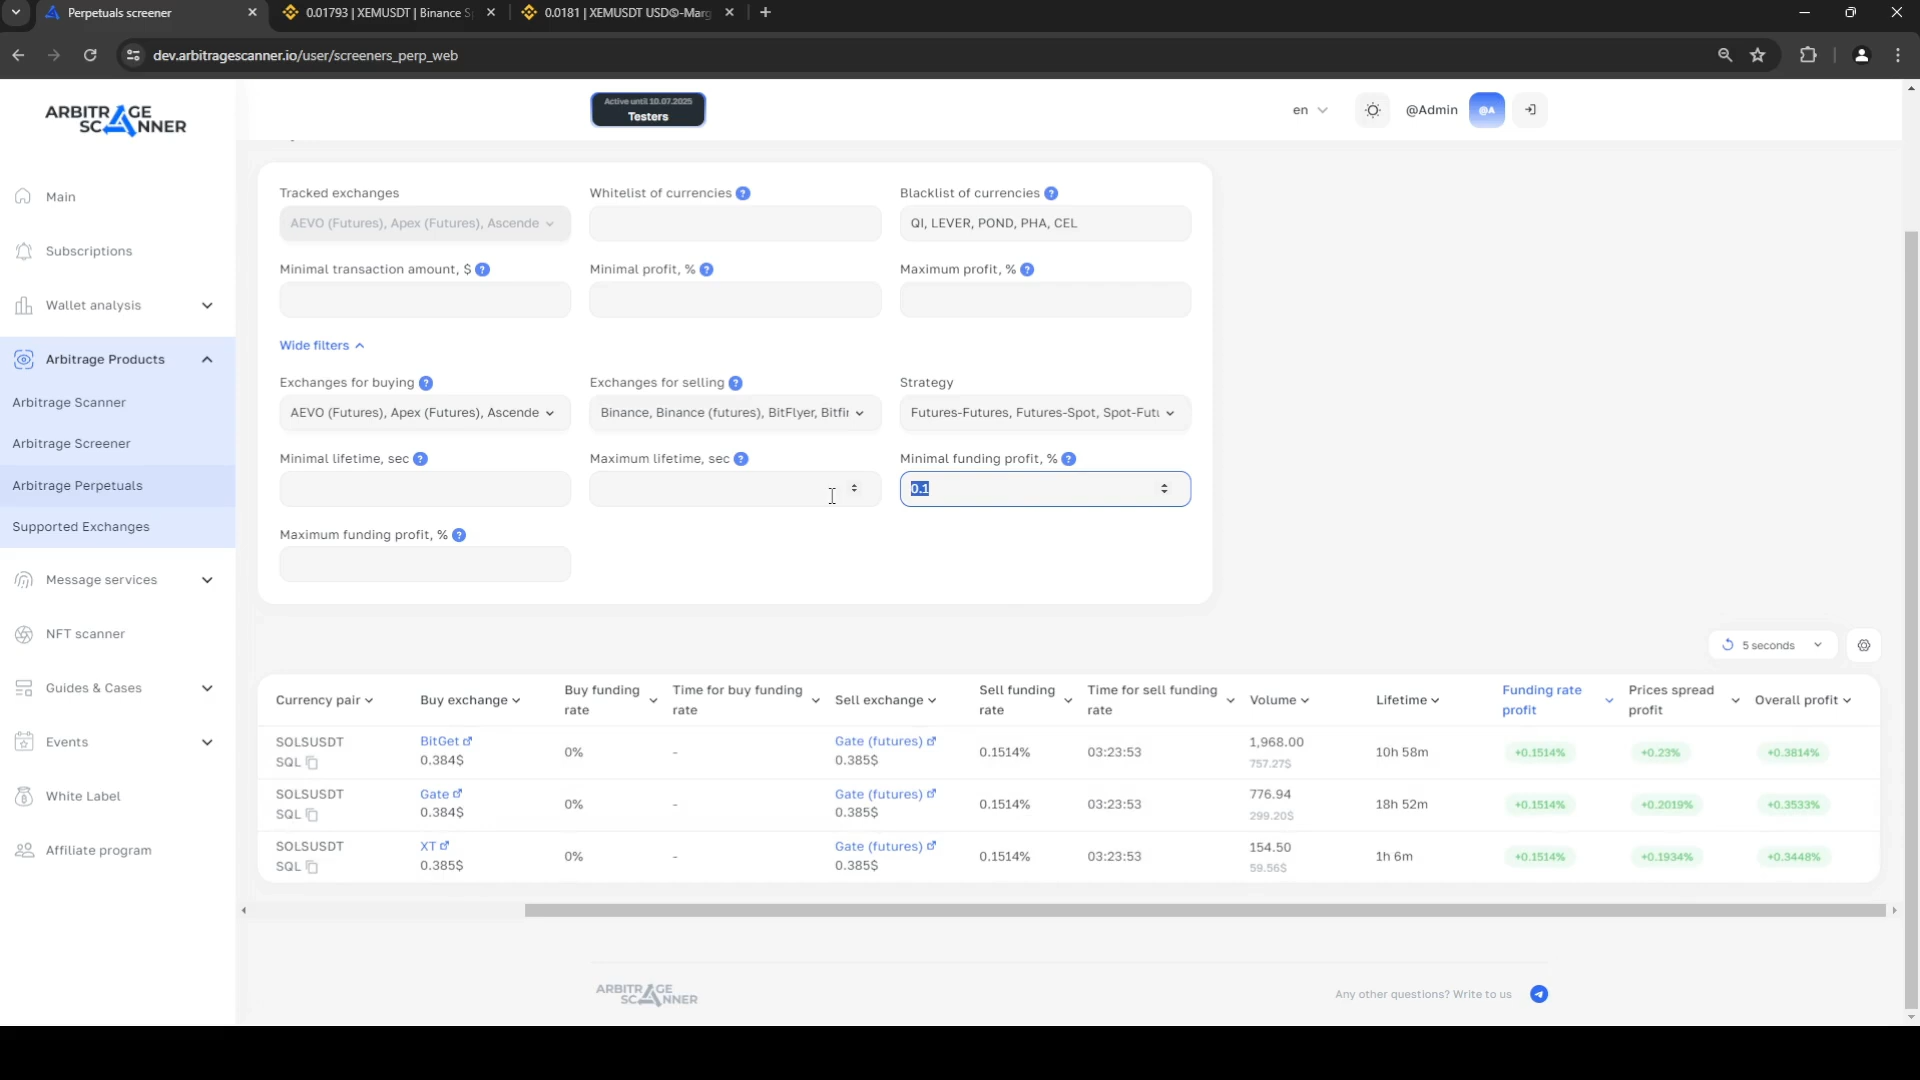 Perpetuals screener
0.01793 | XEMUSDT | Binance S
0.0181 | XEMUSDT USDⓈ-Marg
dev.arbitragescanner.io/user/screeners_perp_web
ARBITRAGE
SCANNER
Active until 10.07.2025
Testers
en
@Admin
@A
Main
Subscriptions
Wallet analysis
Arbitrage Products
Arbitrage Scanner
Arbitrage Screener
Arbitrage Perpetuals
Supported Exchanges
Message services
NFT scanner
Guides & Cases
Events
White Label
Affiliate program
Tracked exchanges Whitelist of currencies ? Blacklist of currencies ?
AEVO (Futures), Apex (Futures), Ascende QI, LEVER, POND, PHA, CEL
Minimal transaction amount, $ ? Minimal profit, % ? Maximum profit, % ?
Wide filters
Exchanges for buying ? Exchanges for selling ? Strategy
AEVO (Futures), Apex (Futures), Ascende Binance, Binance (futures), BitFlyer, Bitfir Futures-Futures, Futures-Spot, Spot-Futu
Minimal lifetime, sec ? Maximum lifetime, sec ? Minimal funding profit, % ?
0.1
Maximum funding profit, % ?
5 seconds
Currency pair Buy exchange Buy funding rate Time for buy funding rate Sell exchange Sell funding rate Time for sell funding rate Volume Lifetime Funding rate profit Prices spread profit Overall profit
SOLSUSDT BitGet Gate (futures) 1,968.00
0% - 0.1514% 03:23:53 10h 58m +0.1514% +0.23% +0.3814%
SQL 0.384$ 0.385$ 757.27$
SOLSUSDT Gate Gate (futures) 776.94
0% - 0.1514% 03:23:53 18h 52m +0.1514% +0.2019% +0.3533%
SQL 0.384$ 0.385$ 299.20$
SOLSUSDT XT Gate (futures) 154.50
0% - 0.1514% 03:23:53 1h 6m +0.1514% +0.1934% +0.3448%
SQL 0.385$ 0.385$ 59.56$
ARBITRAGE
SCANNER
Any other questions? Write to us